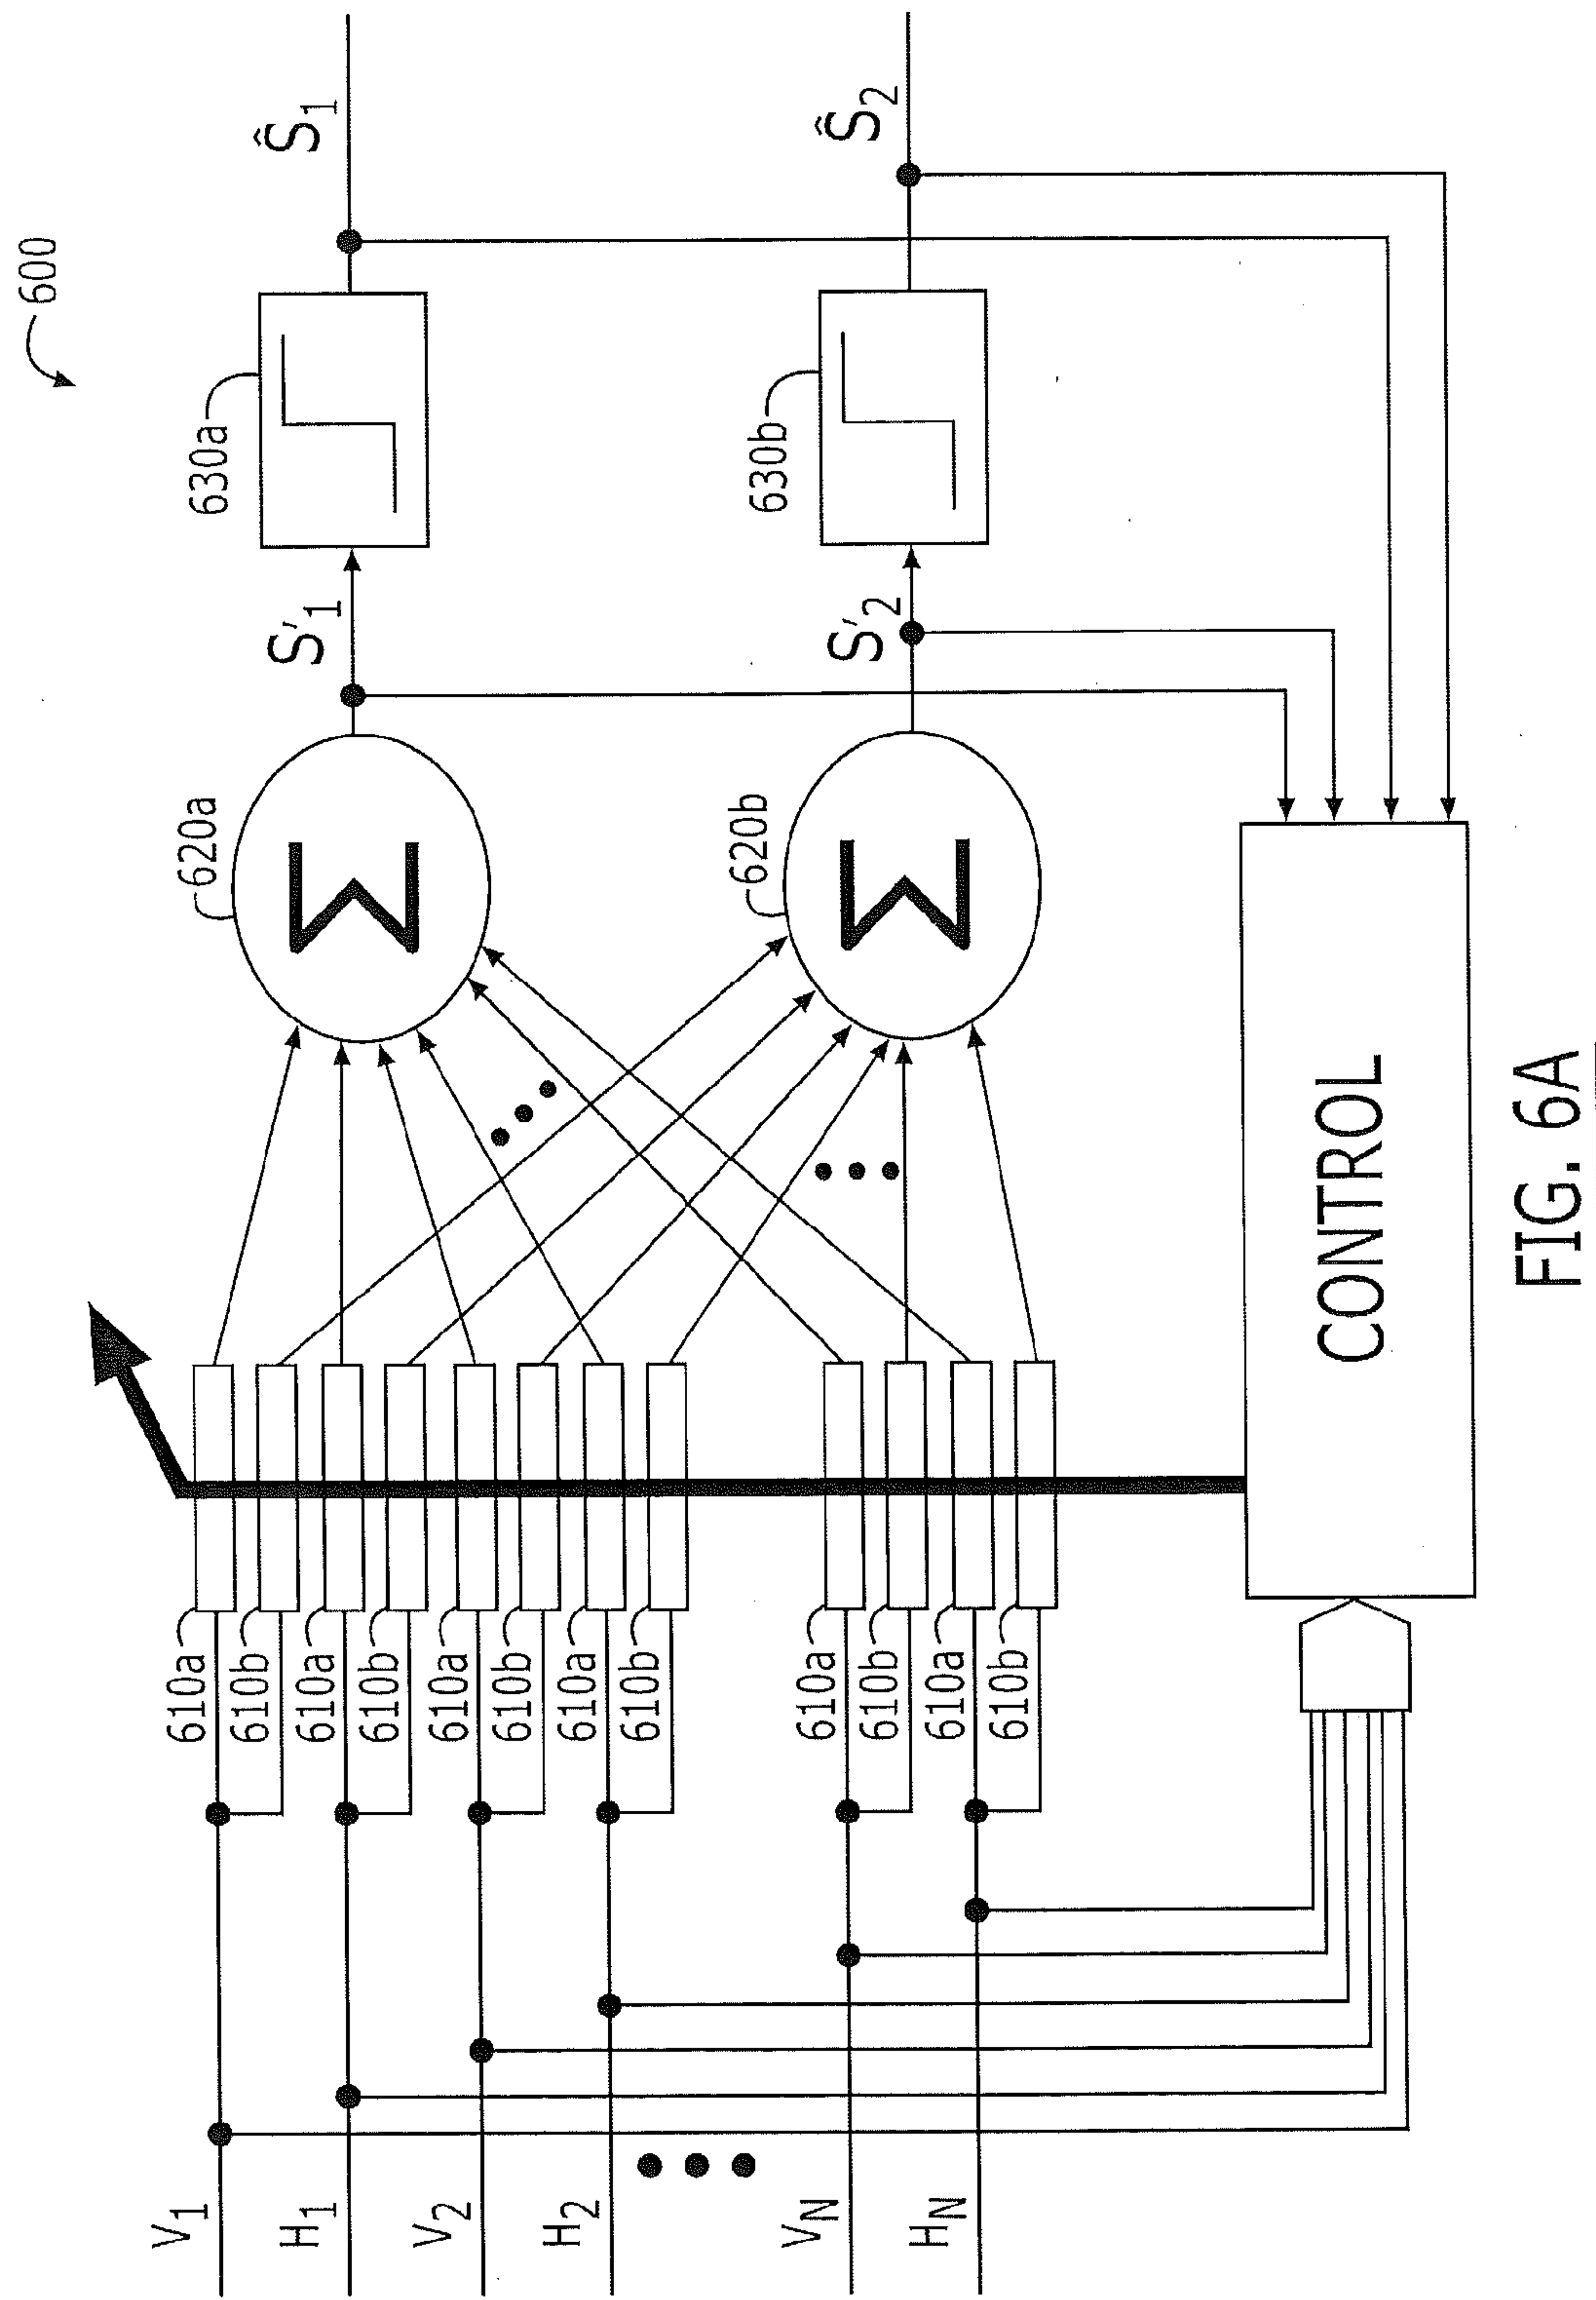 600
V1
H1
V2
H2
VN
HN
610a
610b
610a
610b
610a
610b
610a
610b
610a
610b
610a
610b
620a
Σ
620b
Σ
S'1
S'2
630a
630b
Ŝ1
Ŝ2
CONTROL
FIG. 6A